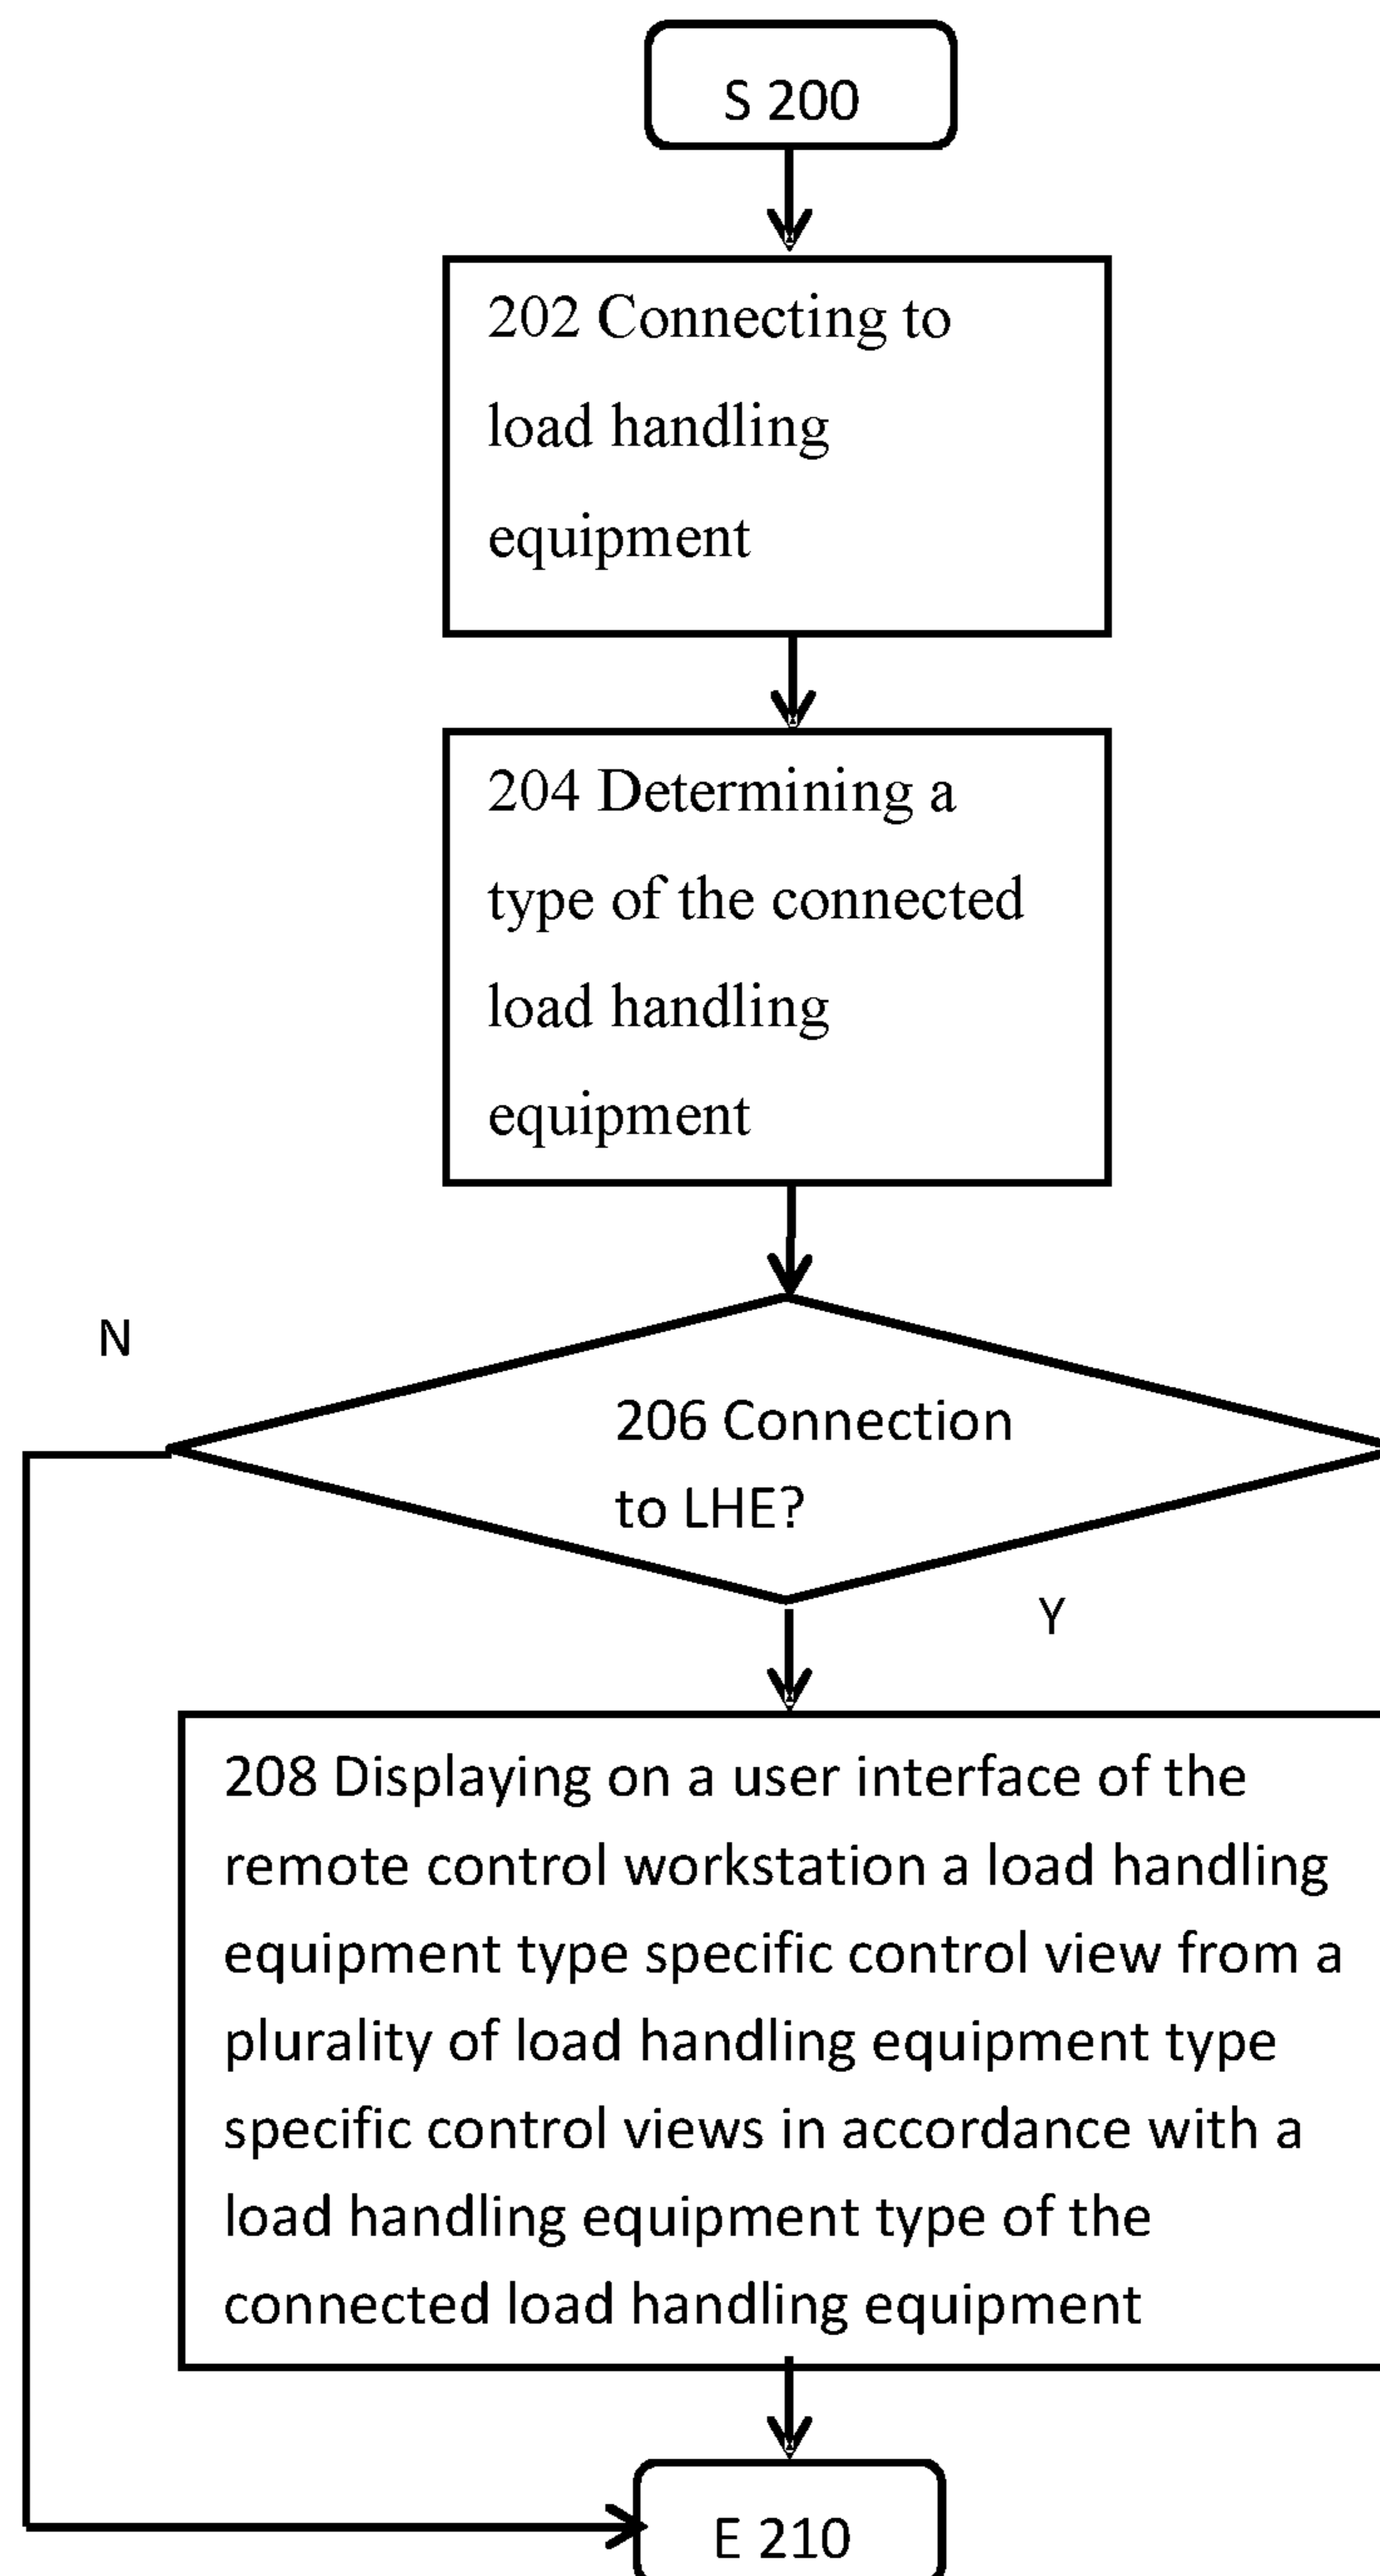 S 200
202 Connecting to
load handling
equipment
204 Determining a
type of the connected
load handling
equipment
N
206 Connection
to LHE?
Y
208 Displaying on a user interface of the
remote control workstation a load handling
equipment type specific control view from a
plurality of load handling equipment type
specific control views in accordance with a
load handling equipment type of the
connected load handling equipment
E 210